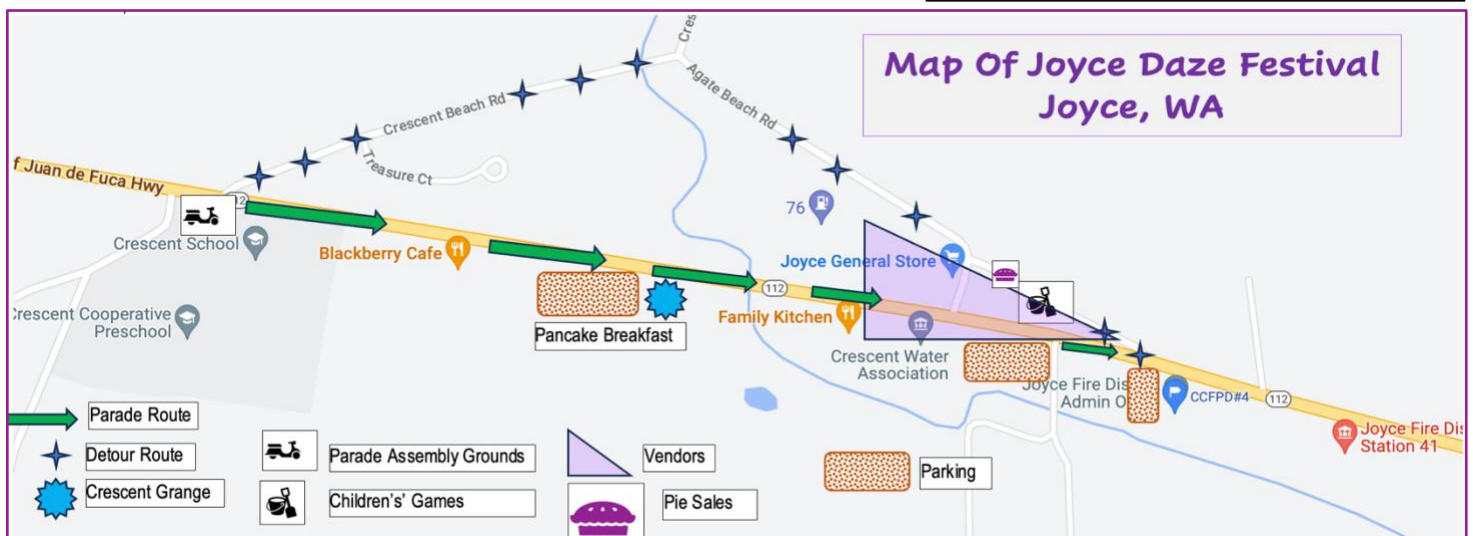 Map Of Joyce Daze Festival
Joyce, WA
Cres
Crescent Beach Rd
Agate Beach Rd
Treasure Ct
f Juan de Fuca Hwy
12
Crescent School
76
Blackberry Cafe
Joyce General Store
112
Crescent Cooperative
Preschool
Pancake Breakfast
Family Kitchen
Crescent Water
Association
Joyce Fire Dis
Admin O
CCFPD#4
112
Joyce Fire Dis
Station 41
Parade Route
Detour Route
Crescent Grange
Parade Assembly Grounds
Children's' Games
Vendors
Pie Sales
Parking